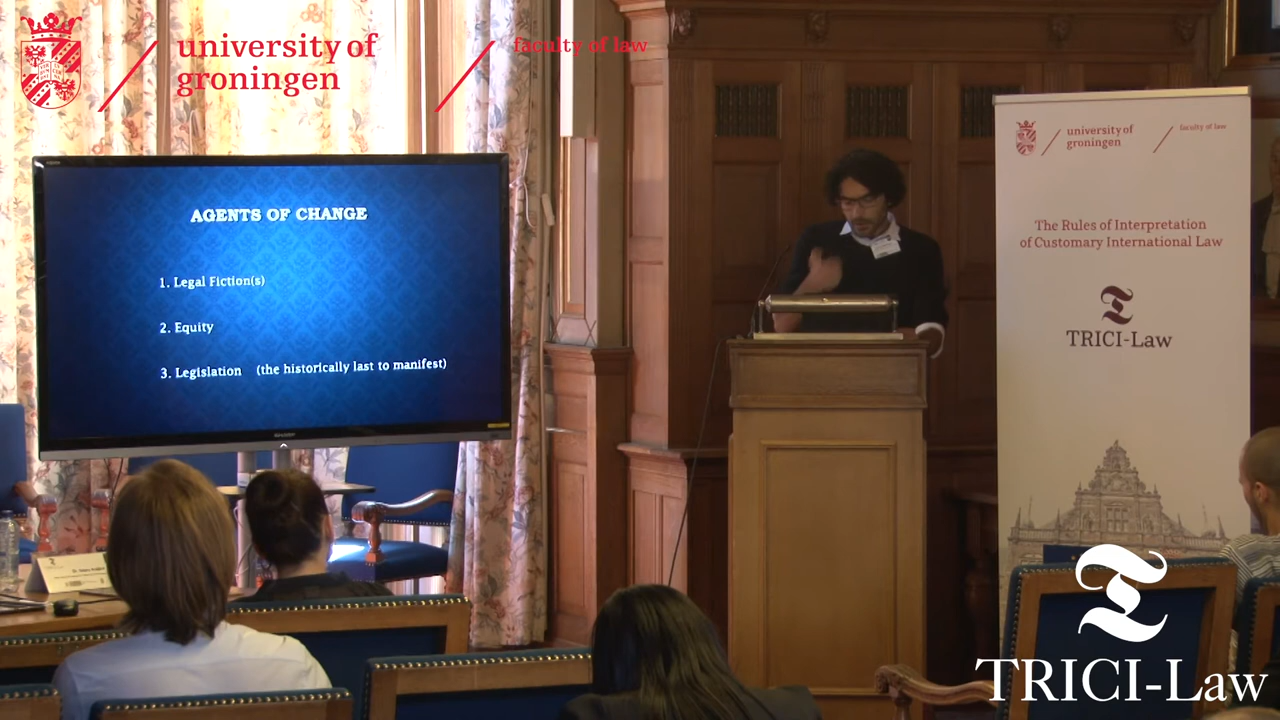 university of
groningen
faculty of law
AGENTS OF CHANGE
1. Legal Fiction(s)
2. Equity
3. Legislation (the historically last to manifest)
university of
groningen
faculty of law
The Rules of Interpretation
of Customary International Law
TRICI-Law
TRICI-Law